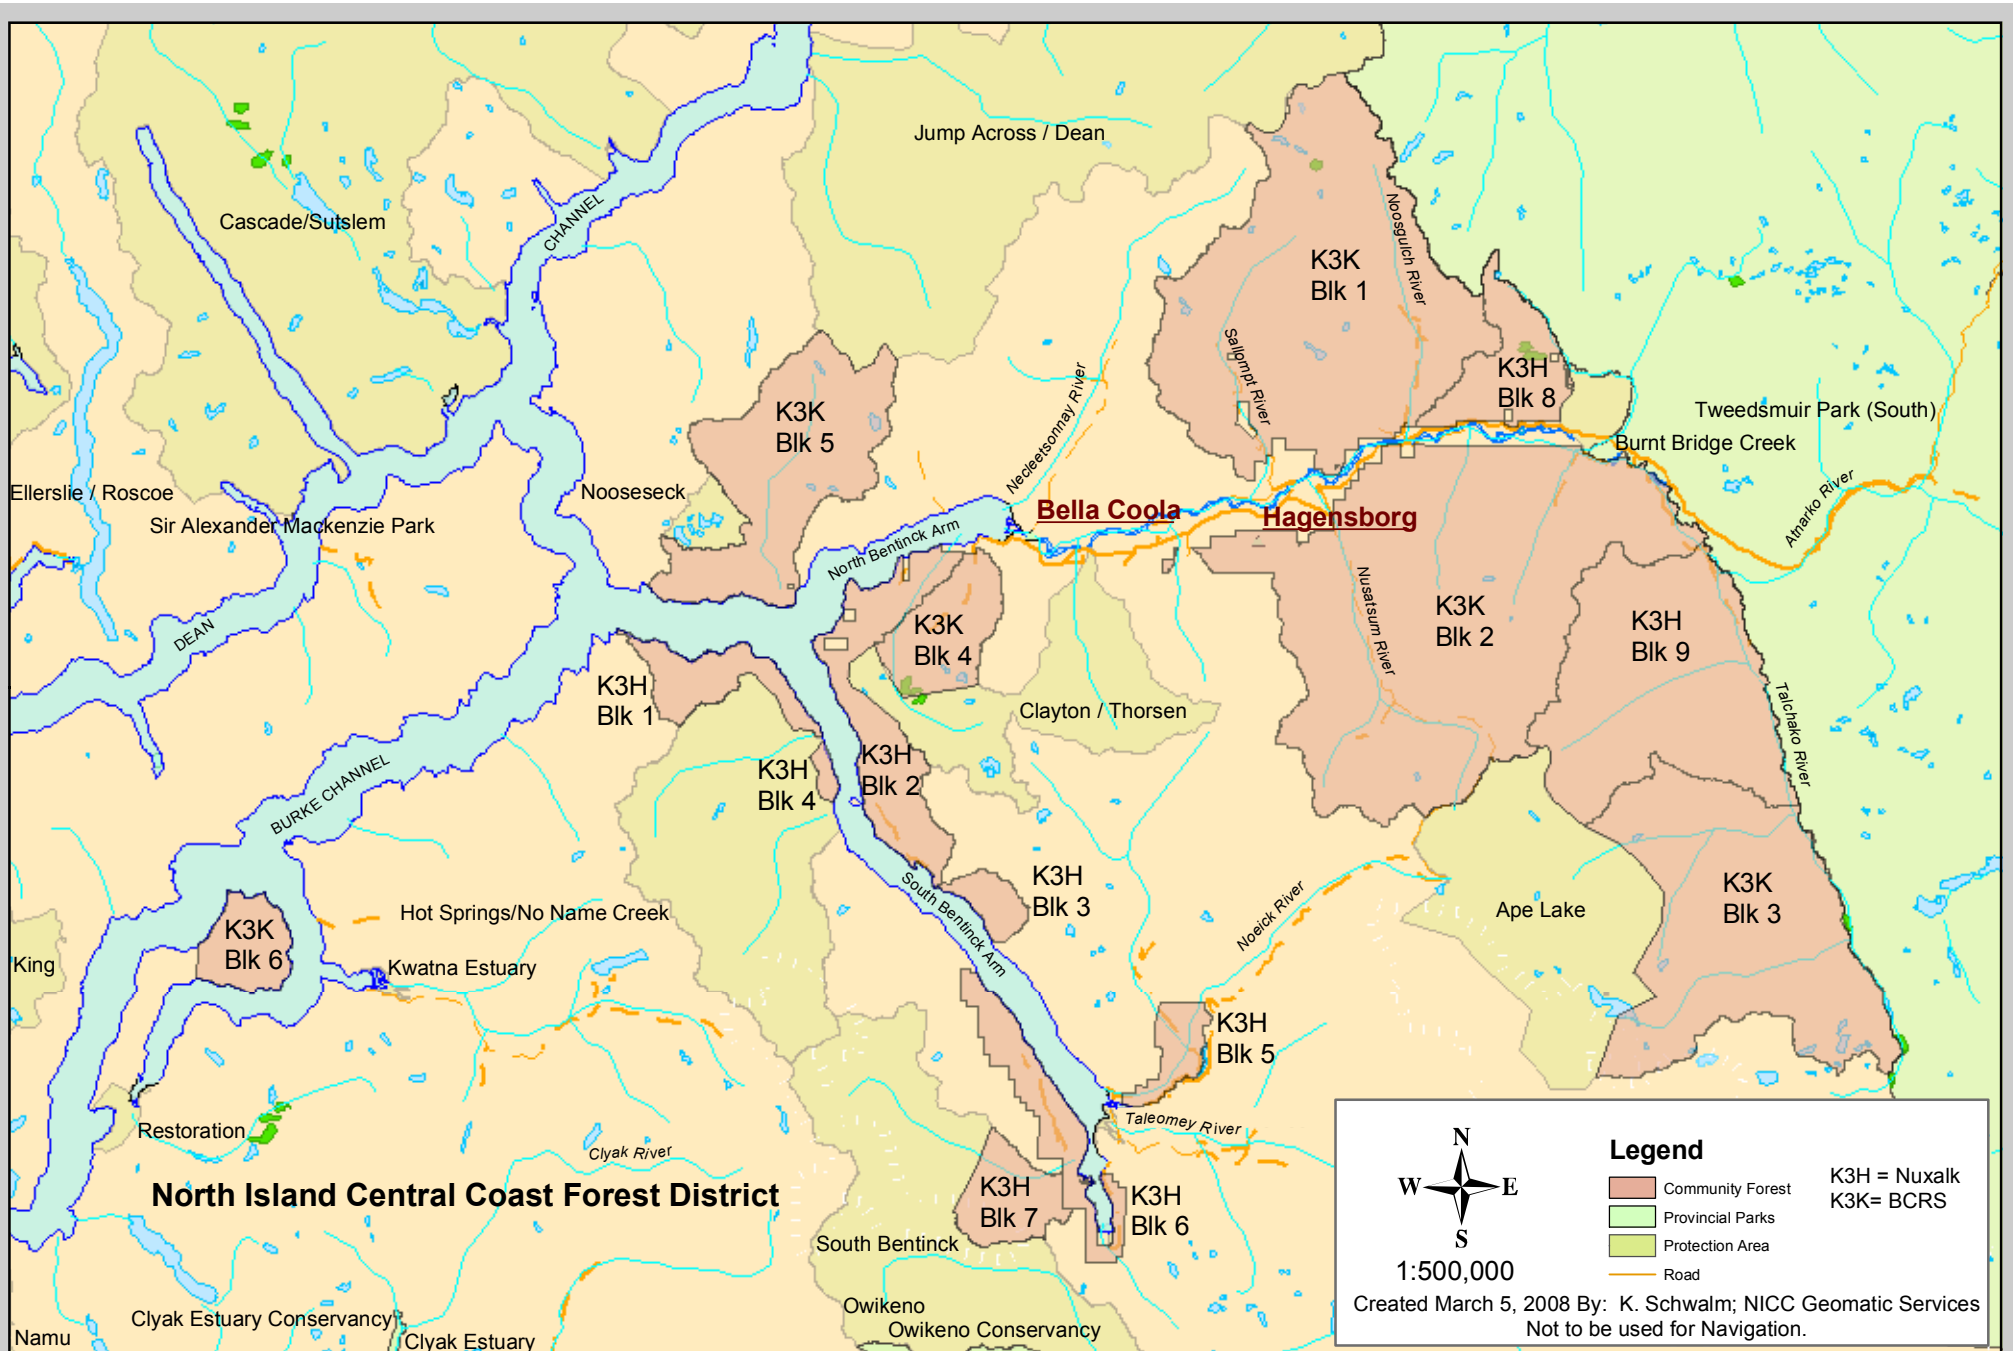 Jump Across / Dean
Cascade/Sutslem
CHANNEL
Noosgulch River
K3K
Blk 1
Sallompt River
K3H
Blk 8
K3K
Blk 5
Necleetsonnay River
Tweedsmuir Park (South)
Burnt Bridge Creek
Ellerslie / Roscoe
Nooseseck
Sir Alexander Mackenzie Park
Bella Coola
Hagensborg
Atnarko River
North Bentinck Arm
DEAN
K3K
Blk 4
Nusatsum River
K3K
Blk 2
K3H
Blk 9
K3H
Blk 1
Clayton / Thorsen
Talchako River
K3H
Blk 4
K3H
Blk 2
BURKE CHANNEL
K3H
Blk 3
South Bentinck Arm
Noeick River
Ape Lake
K3K
Blk 3
Hot Springs/No Name Creek
K3K
Blk 6
King
Kwatna Estuary
K3H
Blk 5
Restoration
Taleomey River
Clyak River
North Island Central Coast Forest District
K3H
Blk 7
K3H
Blk 6
South Bentinck
Owikeno
Owikeno Conservancy
Clyak Estuary Conservancy
Clyak Estuary
Namu
N
W E
S
1:500,000
Legend
Community Forest
Provincial Parks
Protection Area
Road
K3H = Nuxalk
K3K= BCRS
Created March 5, 2008 By: K. Schwalm; NICC Geomatic Services
Not to be used for Navigation.